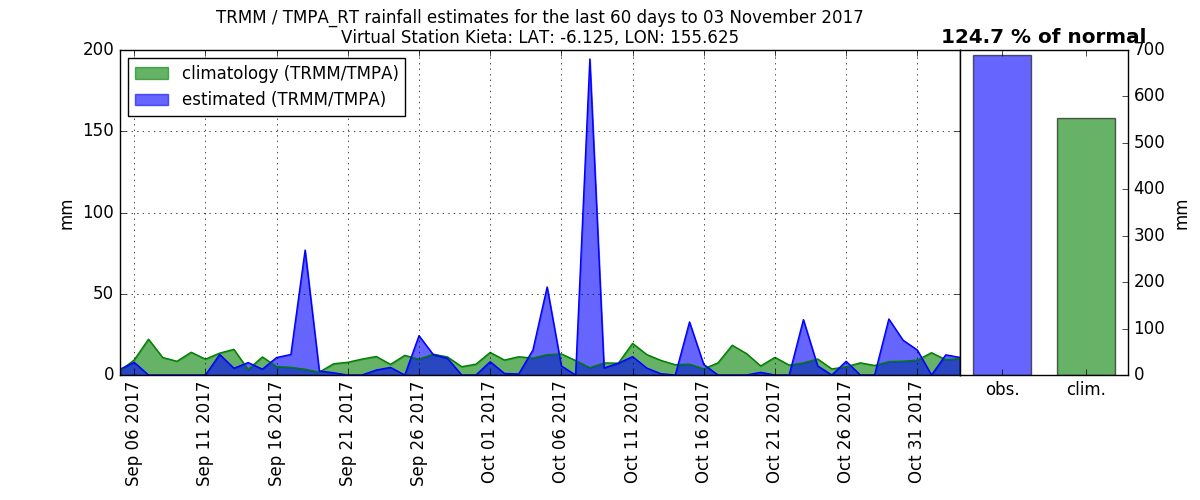 TRMM / TMPA_RT rainfall estimates for the last 60 days to 03 November 2017
Virtual Station Kieta: LAT: -6.125, LON: 155.625
124.7 % of normal
climatology (TRMM/TMPA)
estimated (TRMM/TMPA)
200
150
100
50
0
mm
700
600
500
400
300
200
100
0
mm
Sep 06 2017
Sep 11 2017
Sep 16 2017
Sep 21 2017
Sep 26 2017
Oct 01 2017
Oct 06 2017
Oct 11 2017
Oct 16 2017
Oct 21 2017
Oct 26 2017
Oct 31 2017
obs.
clim.